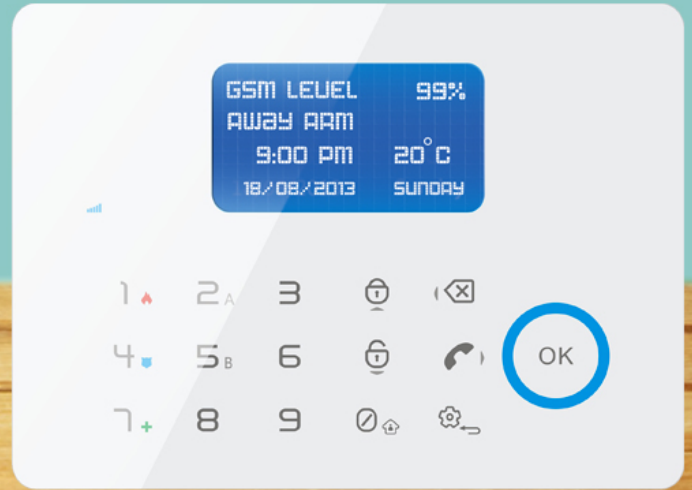 GSM LEVEL 99%
AWAY ARM
9:00 PM 20°C
18/08/2013 SUNDAY
1 2 A 3
4 5 B 6 OK
7 8 9 0